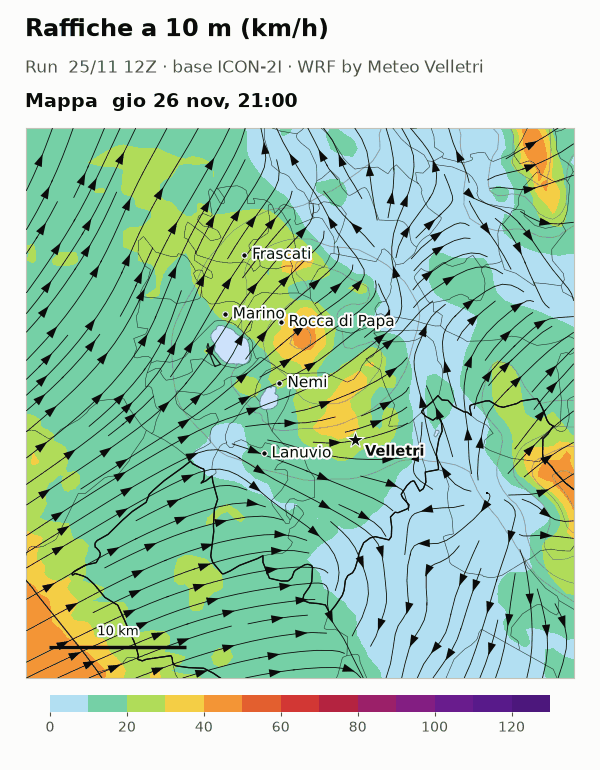 Raffiche a 10 m (km/h)
Run  25/11 12Z · base ICON-2I · WRF by Meteo Velletri
Mappa  gio 26 nov, 21:00
Frascati
Marino
Rocca di Papa
Nemi
Velletri
Lanuvio
10 km
0 20 40 60 80 100 120